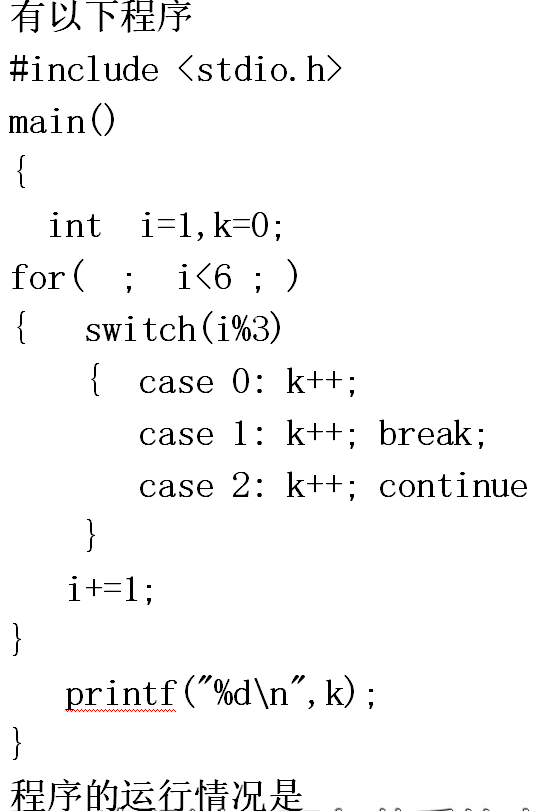 有以下程序
#include <stdio.h>
main()
{
int i=1,k=0;
for( ; i<6 ; )
{ switch(i%3)
{ case 0: k++;
case 1: k++; break;
case 2: k++; continue
}
i+=1;
}
printf("%d\n",k);
}
程序的运行情况是